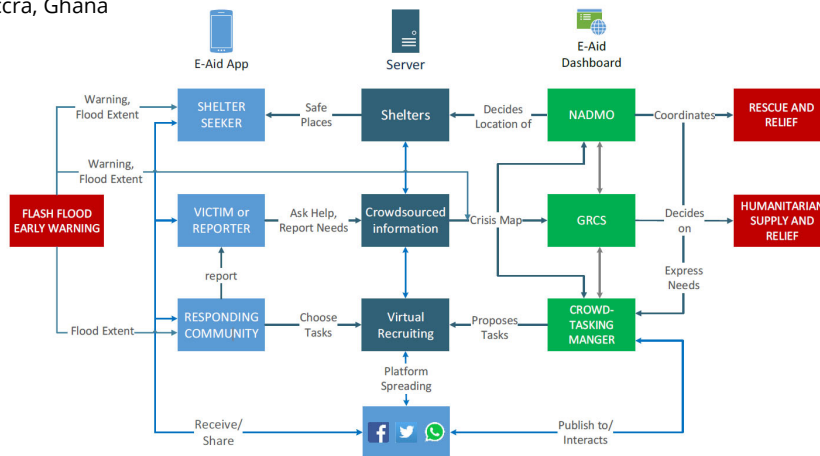 ccra, Ghana
E-Aid App
Server
E-Aid
Dashboard
Warning,
Flood Extent
SHELTER
SEEKER
Safe
Places
Shelters
Decides
Location of
NADMO
Coordinates
RESCUE AND
RELIEF
Warning,
Flood Extent
FLASH FLOOD
EARLY WARNING
VICTIM or
REPORTER
Ask Help,
Report Needs
Crowdsourced
information
Crisis Map
GRCS
Decides
on
HUMANITARIAN
SUPPLY AND
RELIEF
report
Express
Needs
Flood Extent
RESPONDING
COMMUNITY
Choose
Tasks
Virtual
Recruiting
Proposes
Tasks
CROWD-
TASKING
MANGER
Platform
Spreading
Receive/
Share
Publish to/
Interacts